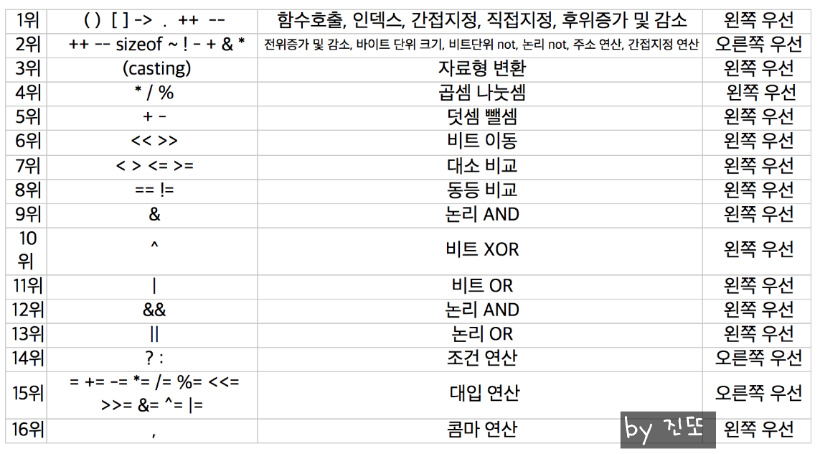 1위 ( ) [ ] -> . ++ -- 함수호출, 인덱스, 간접지정, 직접지정, 후위증가 및 감소 왼쪽 우선
2위 ++ -- sizeof ~ ! - + & * 전위증가 및 감소, 바이트 단위 크기, 비트단위 not, 논리 not, 주소 연산, 간접지정 연산 오른쪽 우선
3위 (casting) 자료형 변환 왼쪽 우선
4위 * / % 곱셈 나눗셈 왼쪽 우선
5위 + - 덧셈 뺄셈 왼쪽 우선
6위 << >> 비트 이동 왼쪽 우선
7위 < > <= >= 대소 비교 왼쪽 우선
8위 == != 동등 비교 왼쪽 우선
9위 & 논리 AND 왼쪽 우선
10
위 ^ 비트 XOR 왼쪽 우선
11위 | 비트 OR 왼쪽 우선
12위 && 논리 AND 왼쪽 우선
13위 || 논리 OR 왼쪽 우선
14위 ? : 조건 연산 오른쪽 우선
15위 = += -= *= /= %= <<=
>>= &= ^= |= 대입 연산 오른쪽 우선
16위 , 콤마 연산 왼쪽 우선
by 진또